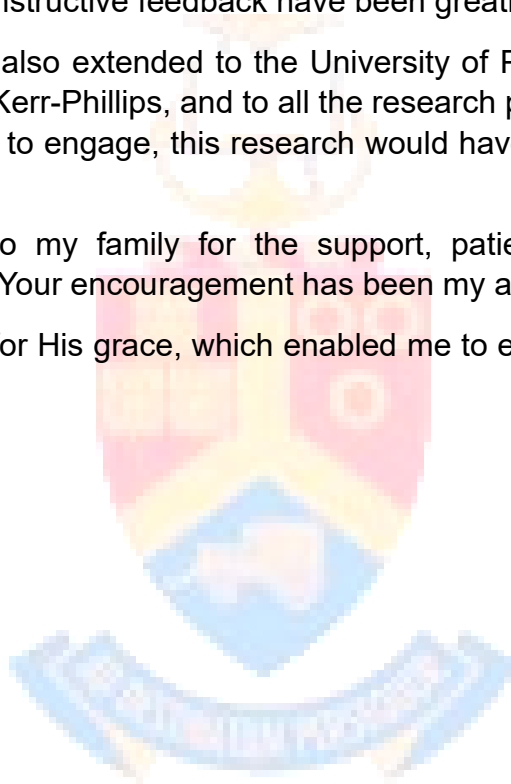 nstructive feedback have been greatl
also extended to the University of P
Kerr-Phillips, and to all the research p
to engage, this research would hav
o my family for the support, patie
Your encouragement has been my a
or His grace, which enabled me to e